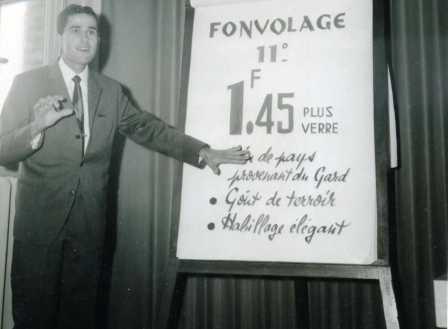 FONVOLAGE
11°
F
1.45 PLUS
VERRE
de pays
provenant du Gard
• Goût de terroir
• Habillage élégant